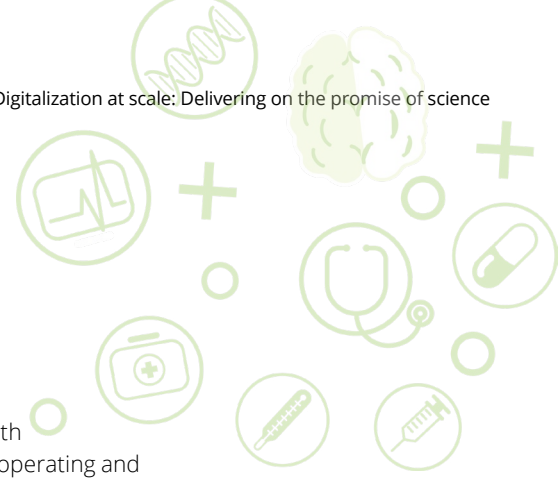 Digitalization at scale: Delivering on the promise of science
th
operating and